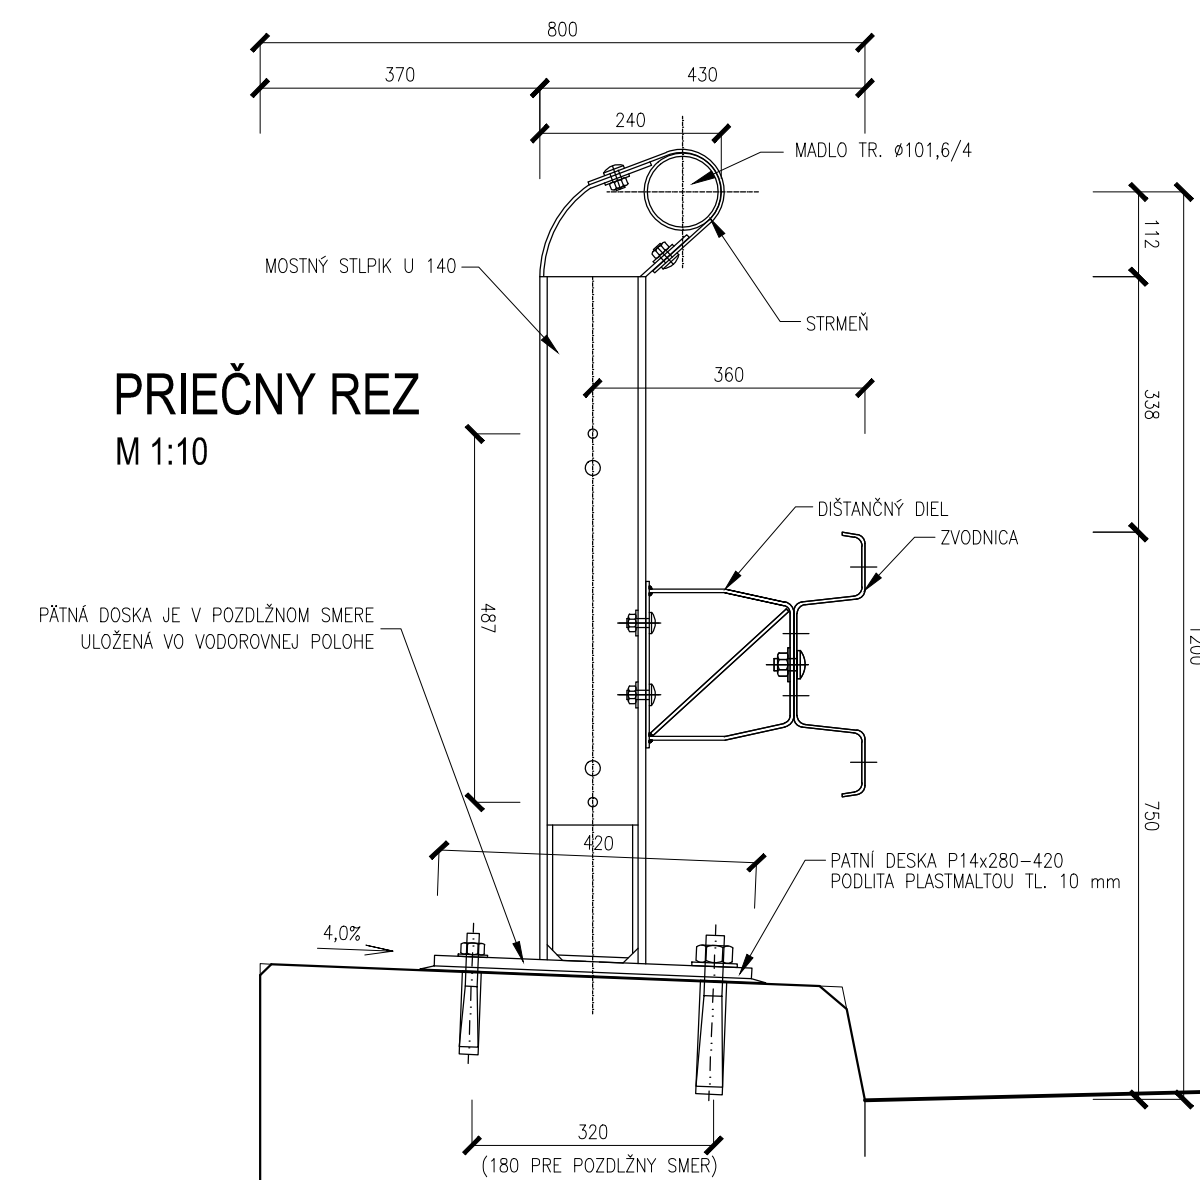 800
370
430
240
MADLO TR. ø101,6/4
112
MOSTNÝ STLPIK U 140
STRMEŇ
360
PRIEČNY REZ
M 1:10
338
DIŠTANČNÝ DIEL
ZVODNICA
PÄTNÁ DOSKA JE V POZDLŽNOM SMERE
ULOŽENÁ VO VODOROVNEJ POLOHE
487
1200
750
420
PATNÍ DESKA P14x280-420
PODLITA PLASTMALTOU TL. 10 mm
4,0%
320
(180 PRE POZDLŽNY SMER)